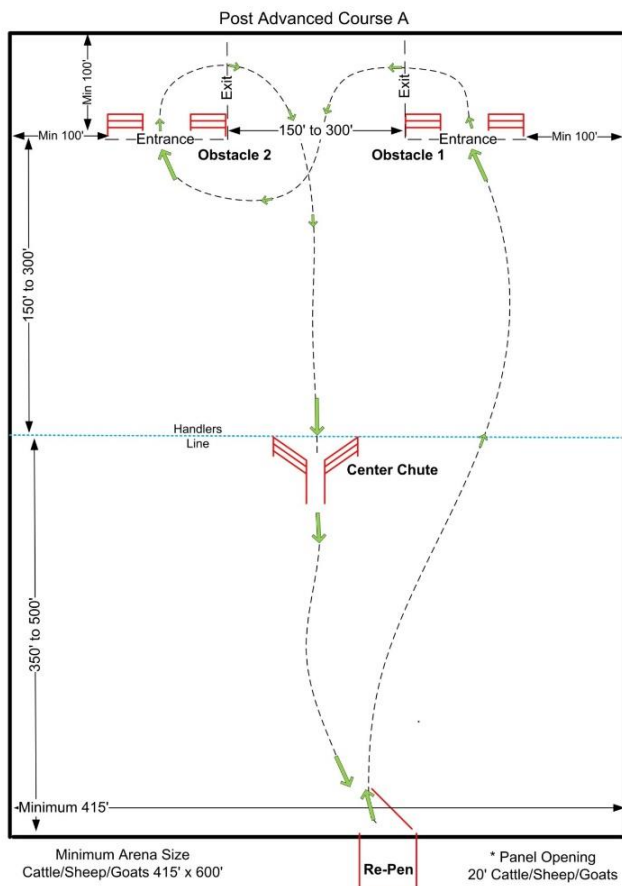 Post Advanced Course A
Min 100'
Exit
Exit
Min 100'
Entrance
150' to 300'
Entrance
Min 100'
Obstacle 2
Obstacle 1
150' to 300'
Handlers
Line
Center Chute
350' to 500'
Minimum 415'
Minimum Arena Size
Cattle/Sheep/Goats 415' x 600'
Re-Pen
* Panel Opening
20' Cattle/Sheep/Goats